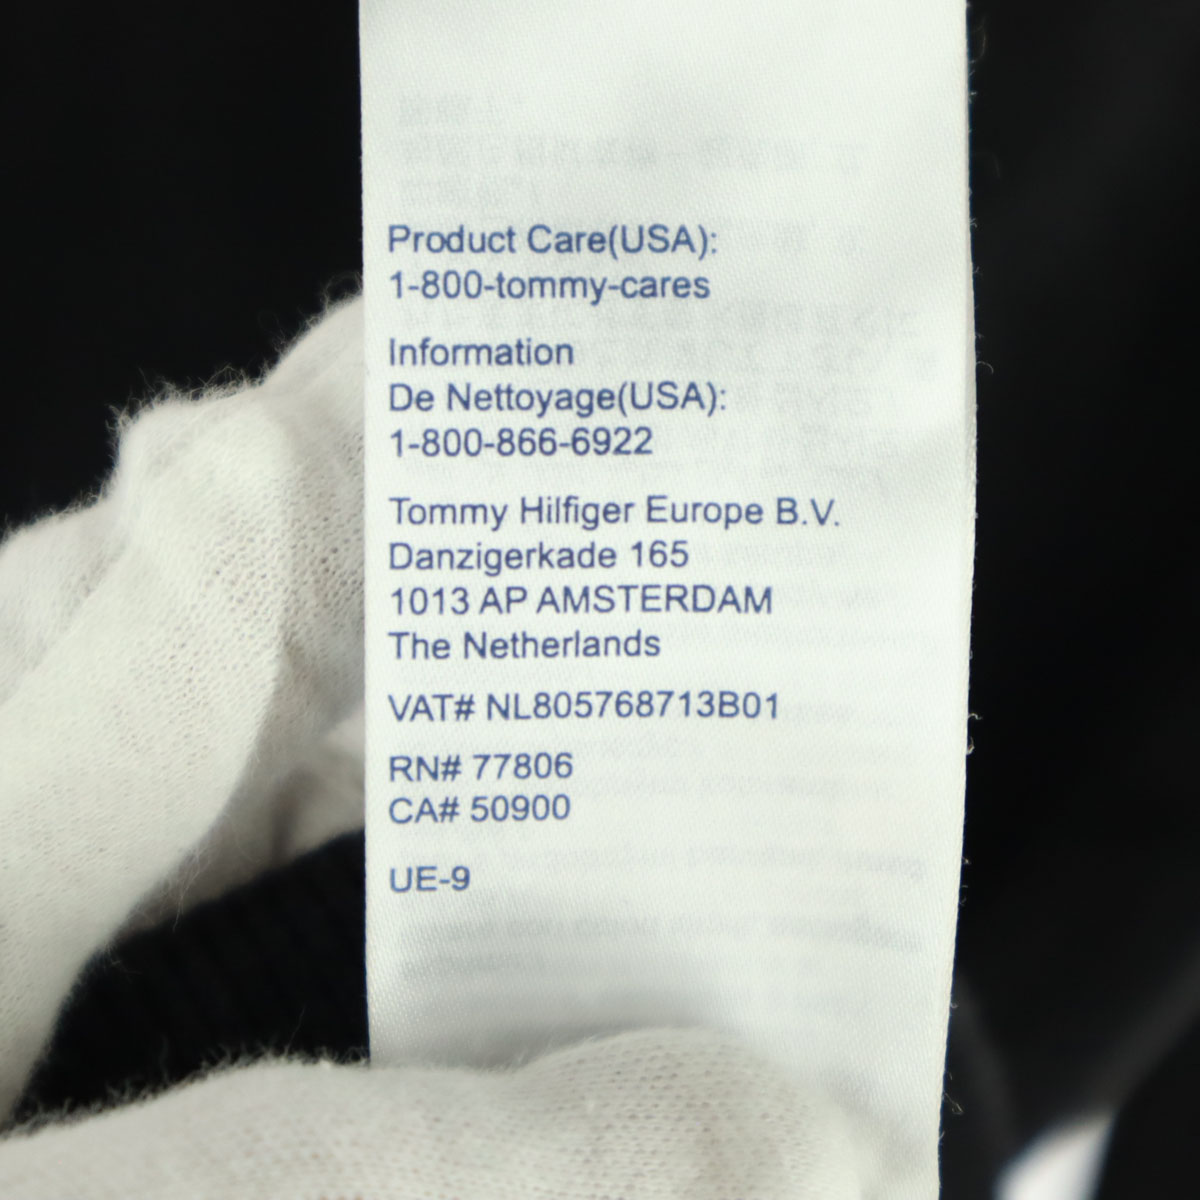 Product Care(USA):
1-800-tommy-cares
Information
De Nettoyage(USA):
1-800-866-6922
Tommy Hilfiger Europe B.V.
Danzigerkade 165
1013 AP AMSTERDAM
The Netherlands
VAT# NL805768713B01
RN# 77806
CA# 50900
UE-9